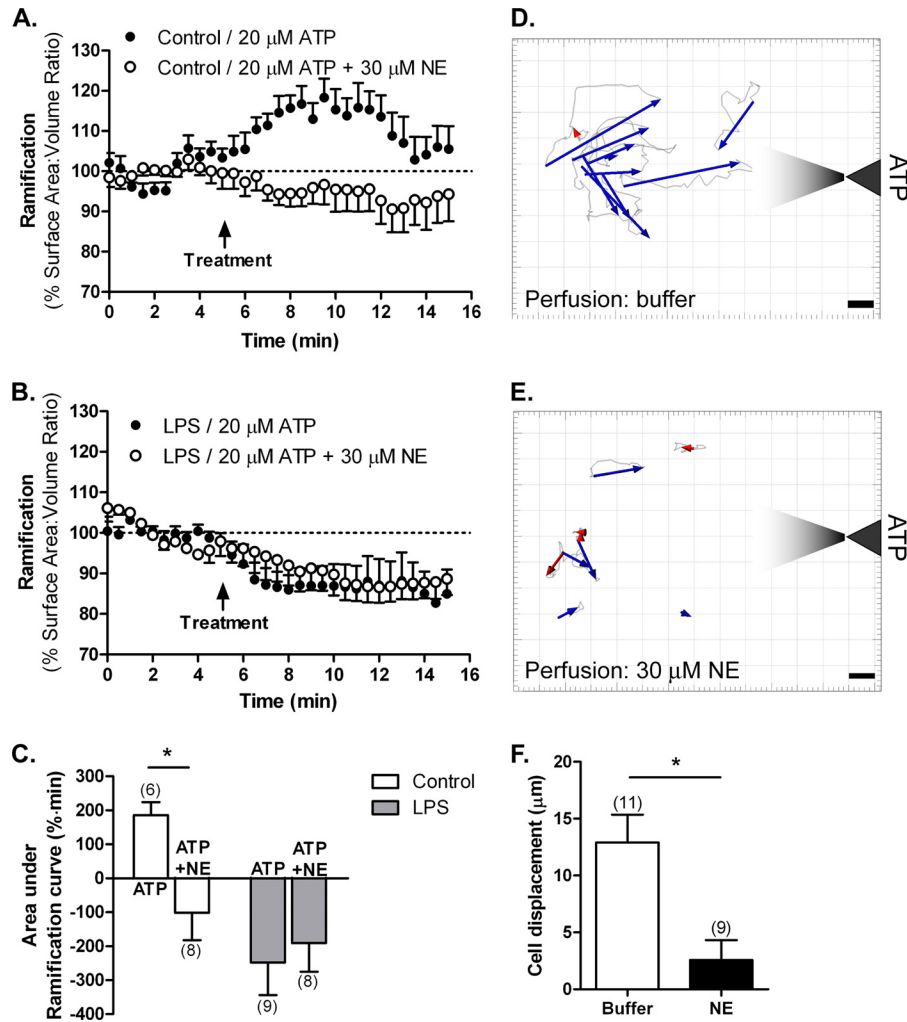 A.
Ramification
(% Surface Area:Volume Ratio)
130
120
110
100
90
80
70
Control / 20 μM ATP
Control / 20 μM ATP + 30 μM NE
Treatment
0 2 4 6 8 10 12 14 16
Time (min)
B.
Ramification
(% Surface Area:Volume Ratio)
130
120
110
100
90
80
70
LPS / 20 μM ATP
LPS / 20 μM ATP + 30 μM NE
Treatment
0 2 4 6 8 10 12 14 16
Time (min)
C.
Area under
Ramification curve (%·min)
300
200
100
0
-100
-200
-300
-400
*
(6)
ATP
ATP
+NE
(8)
ATP
(9)
ATP
+NE
(8)
Control
LPS
D.
ATP
Perfusion: buffer
E.
ATP
Perfusion: 30 μM NE
F.
Cell displacement (μm)
20
15
10
5
0
*
(11)
(9)
Buffer NE